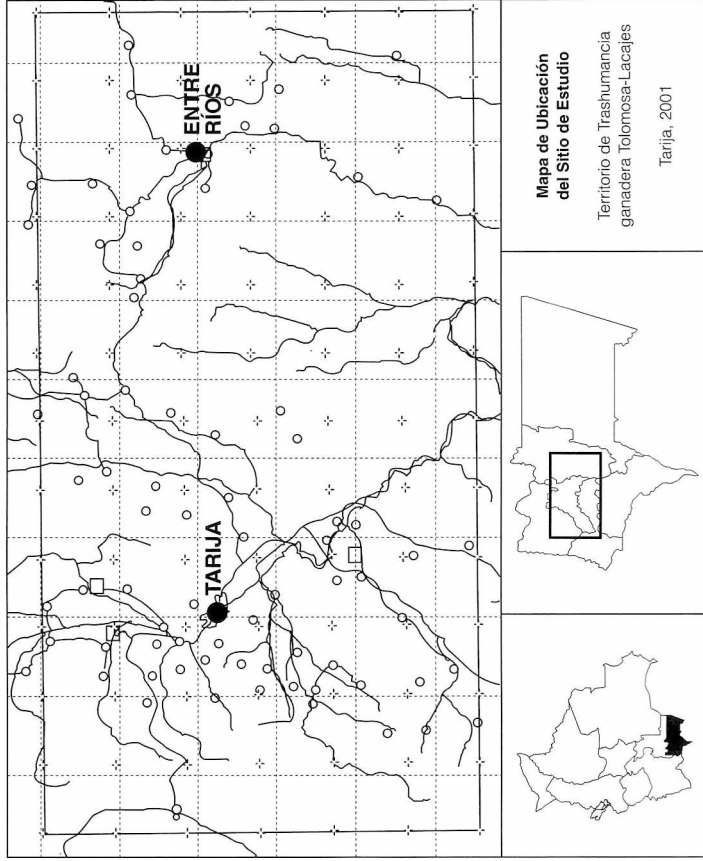 ENTRE
RÍOS
TARIJA
Mapa de Ubicación
del Sitio de Estudio
Territorio de Trashumancia
ganadera Tolomosa-Lacajes
Tarija, 2001